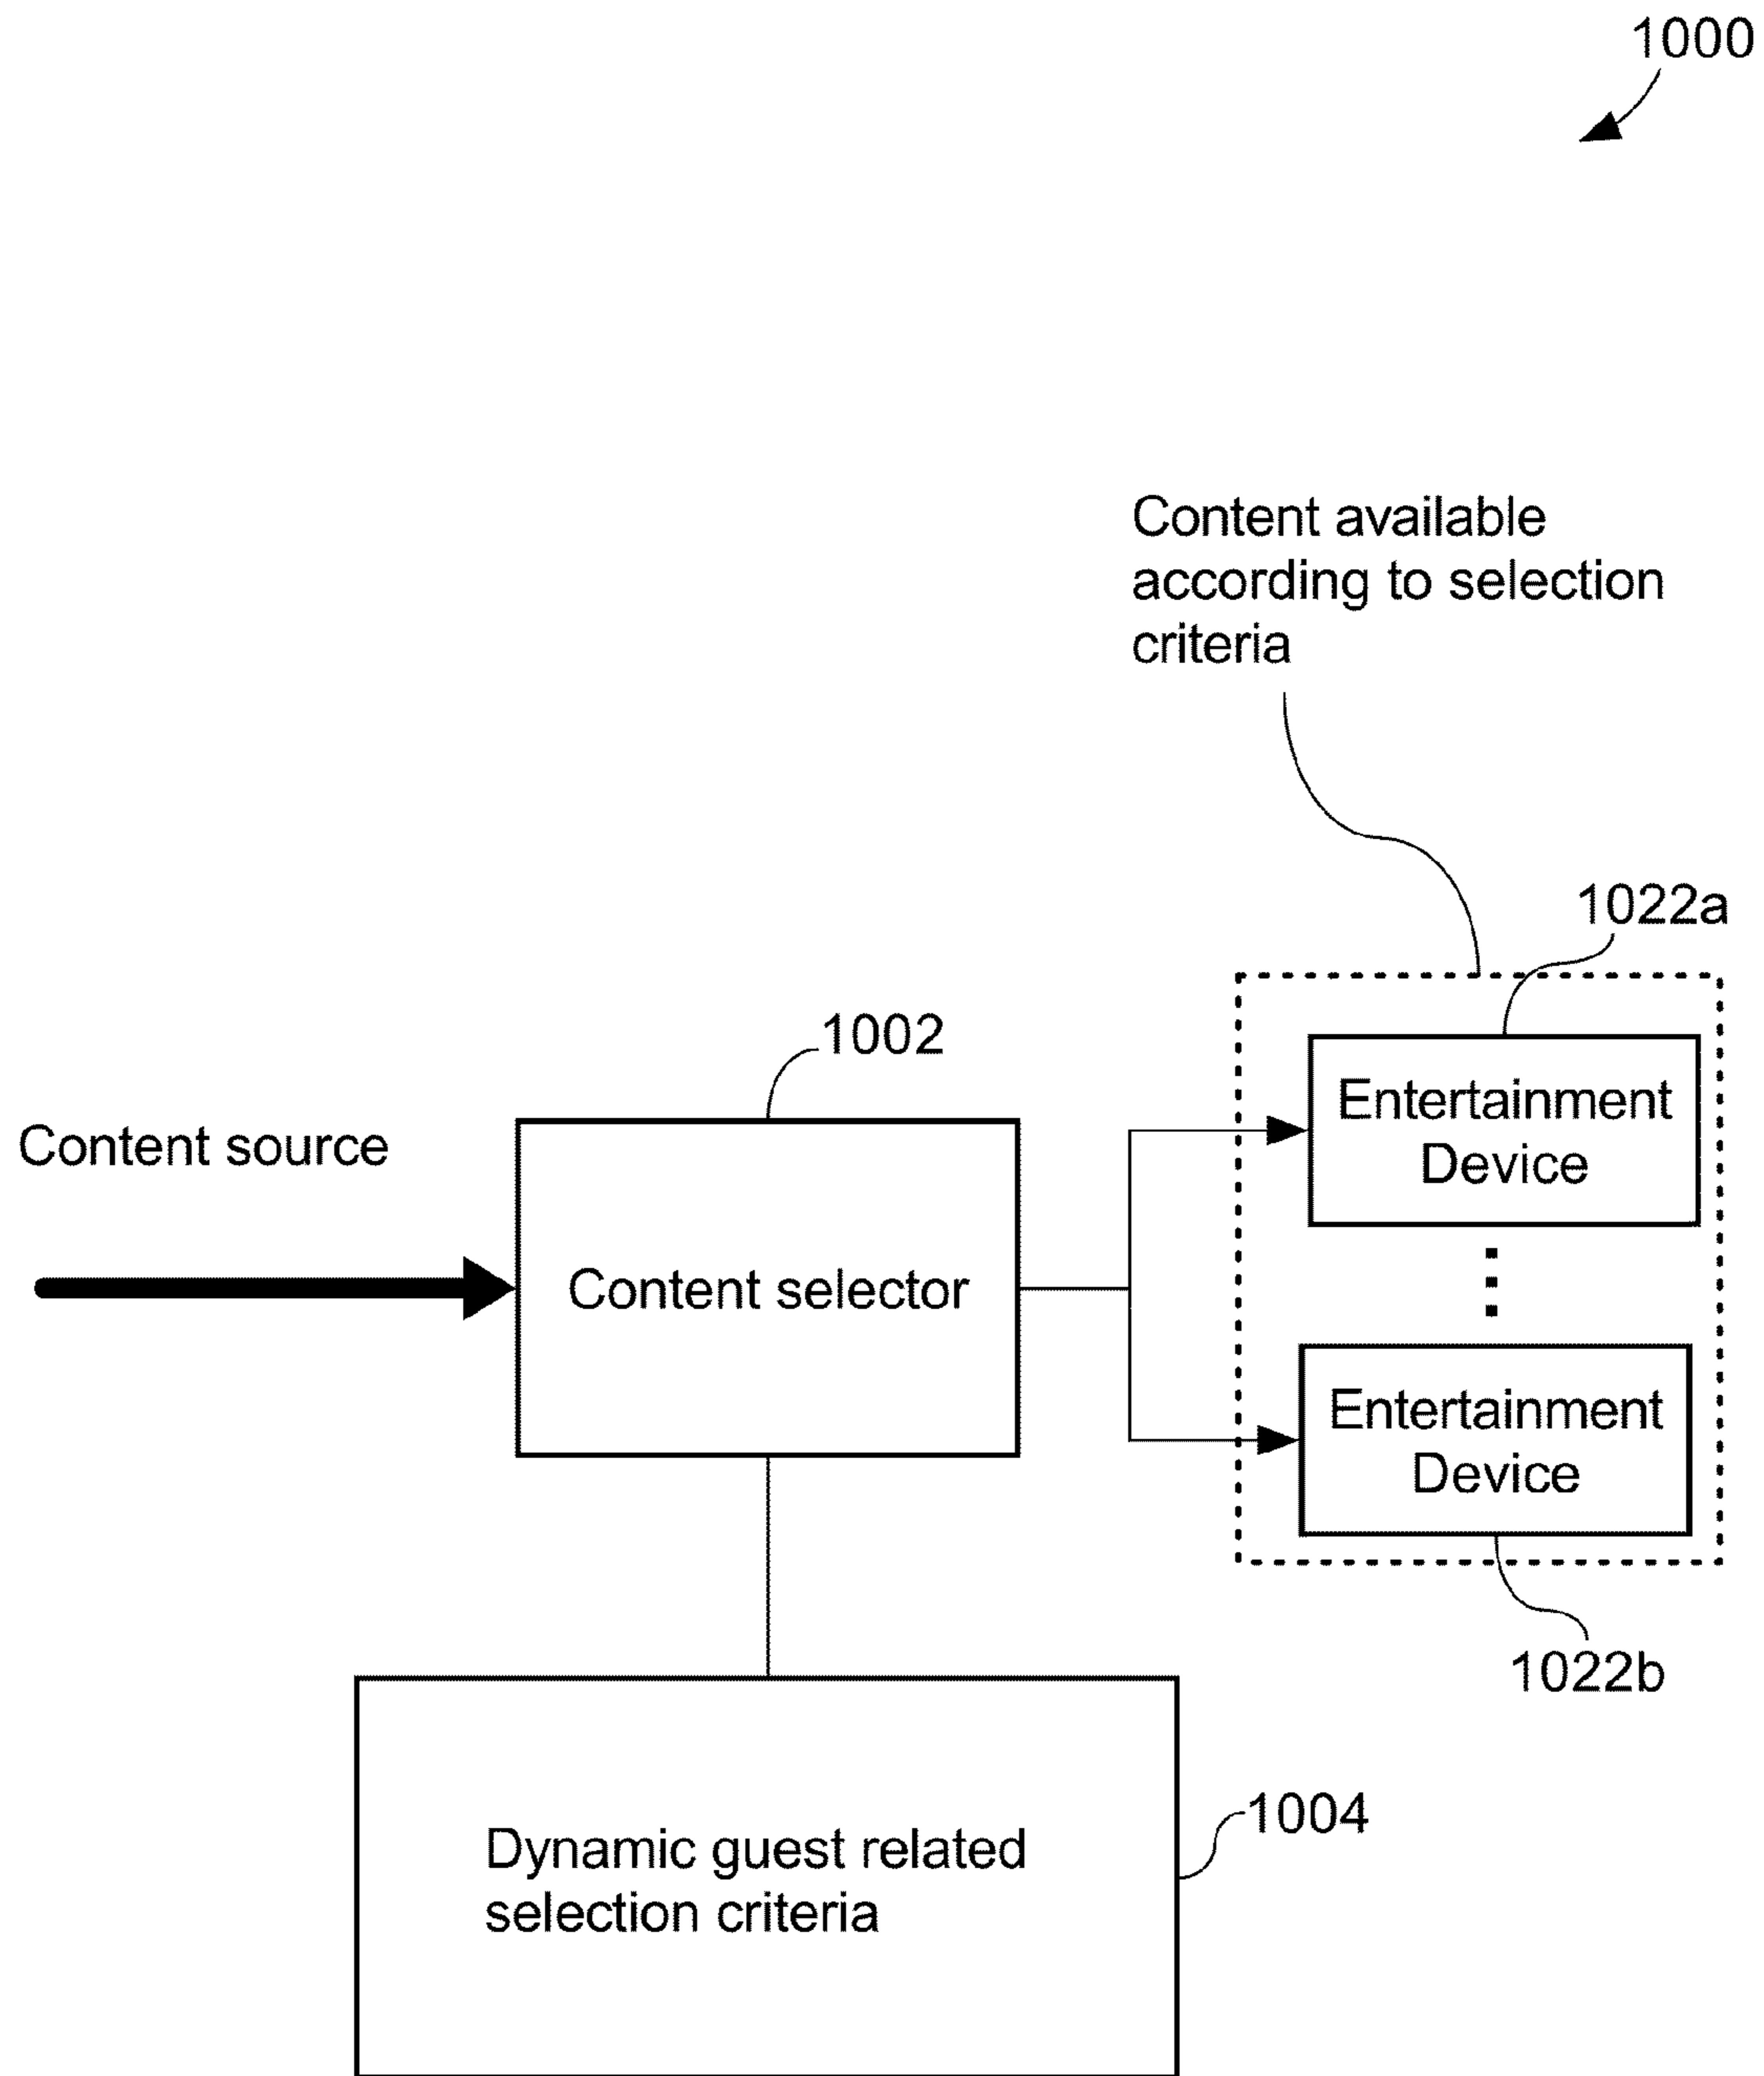 1000
Content available
according to selection
criteria
1022a
1002
Content source
Entertainment
Device
Content selector
Entertainment
Device
1022b
1004
Dynamic guest related
selection criteria